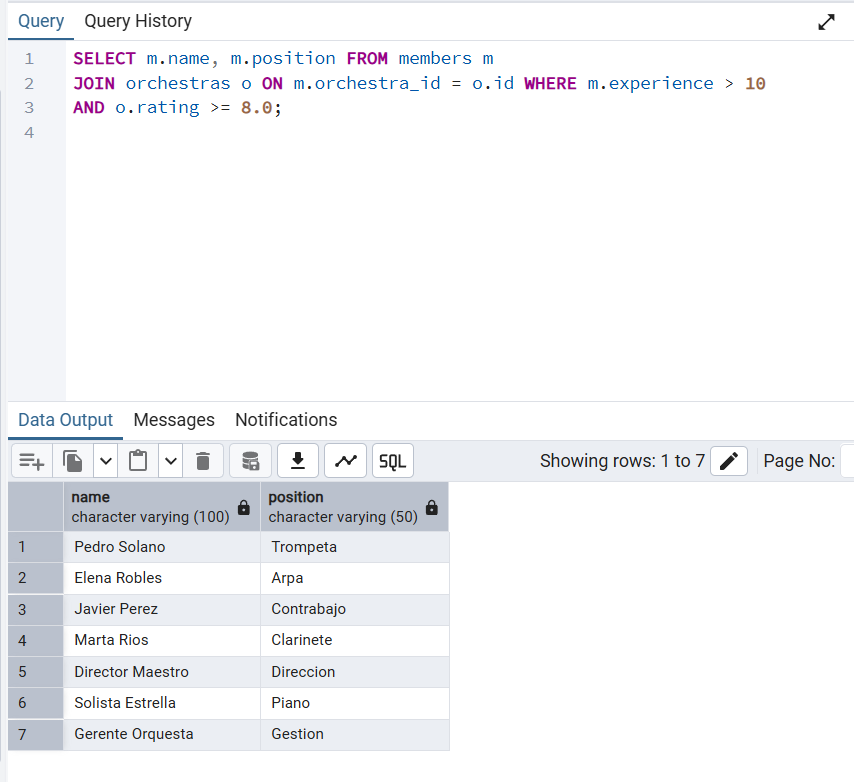 Query Query History
1 SELECT m.name, m.position FROM members m
2 JOIN orchestras o ON m.orchestra_id = o.id WHERE m.experience > 10
3 AND o.rating >= 8.0;
4
Data Output Messages Notifications
SQL Showing rows: 1 to 7 Page No:
name position
character varying (100) character varying (50)
1 Pedro Solano Trompeta
2 Elena Robles Arpa
3 Javier Perez Contrabajo
4 Marta Rios Clarinete
5 Director Maestro Direccion
6 Solista Estrella Piano
7 Gerente Orquesta Gestion